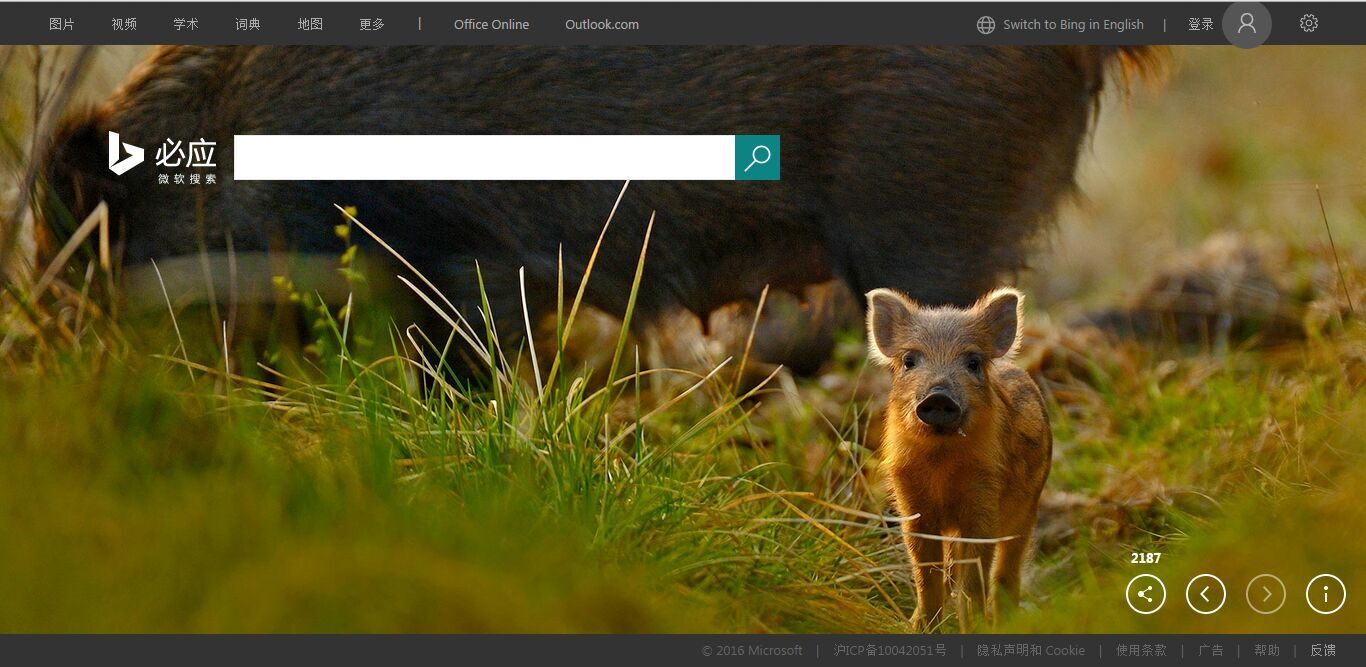 图片 视频 学术 词典 地图 更多 | Office Online Outlook.com Switch to Bing in English | 登录
必应
微软搜索
2187
© 2016 Microsoft | 沪ICP备10042051号 | 隐私声明和 Cookie | 使用条款 | 广告 | 帮助 | 反馈